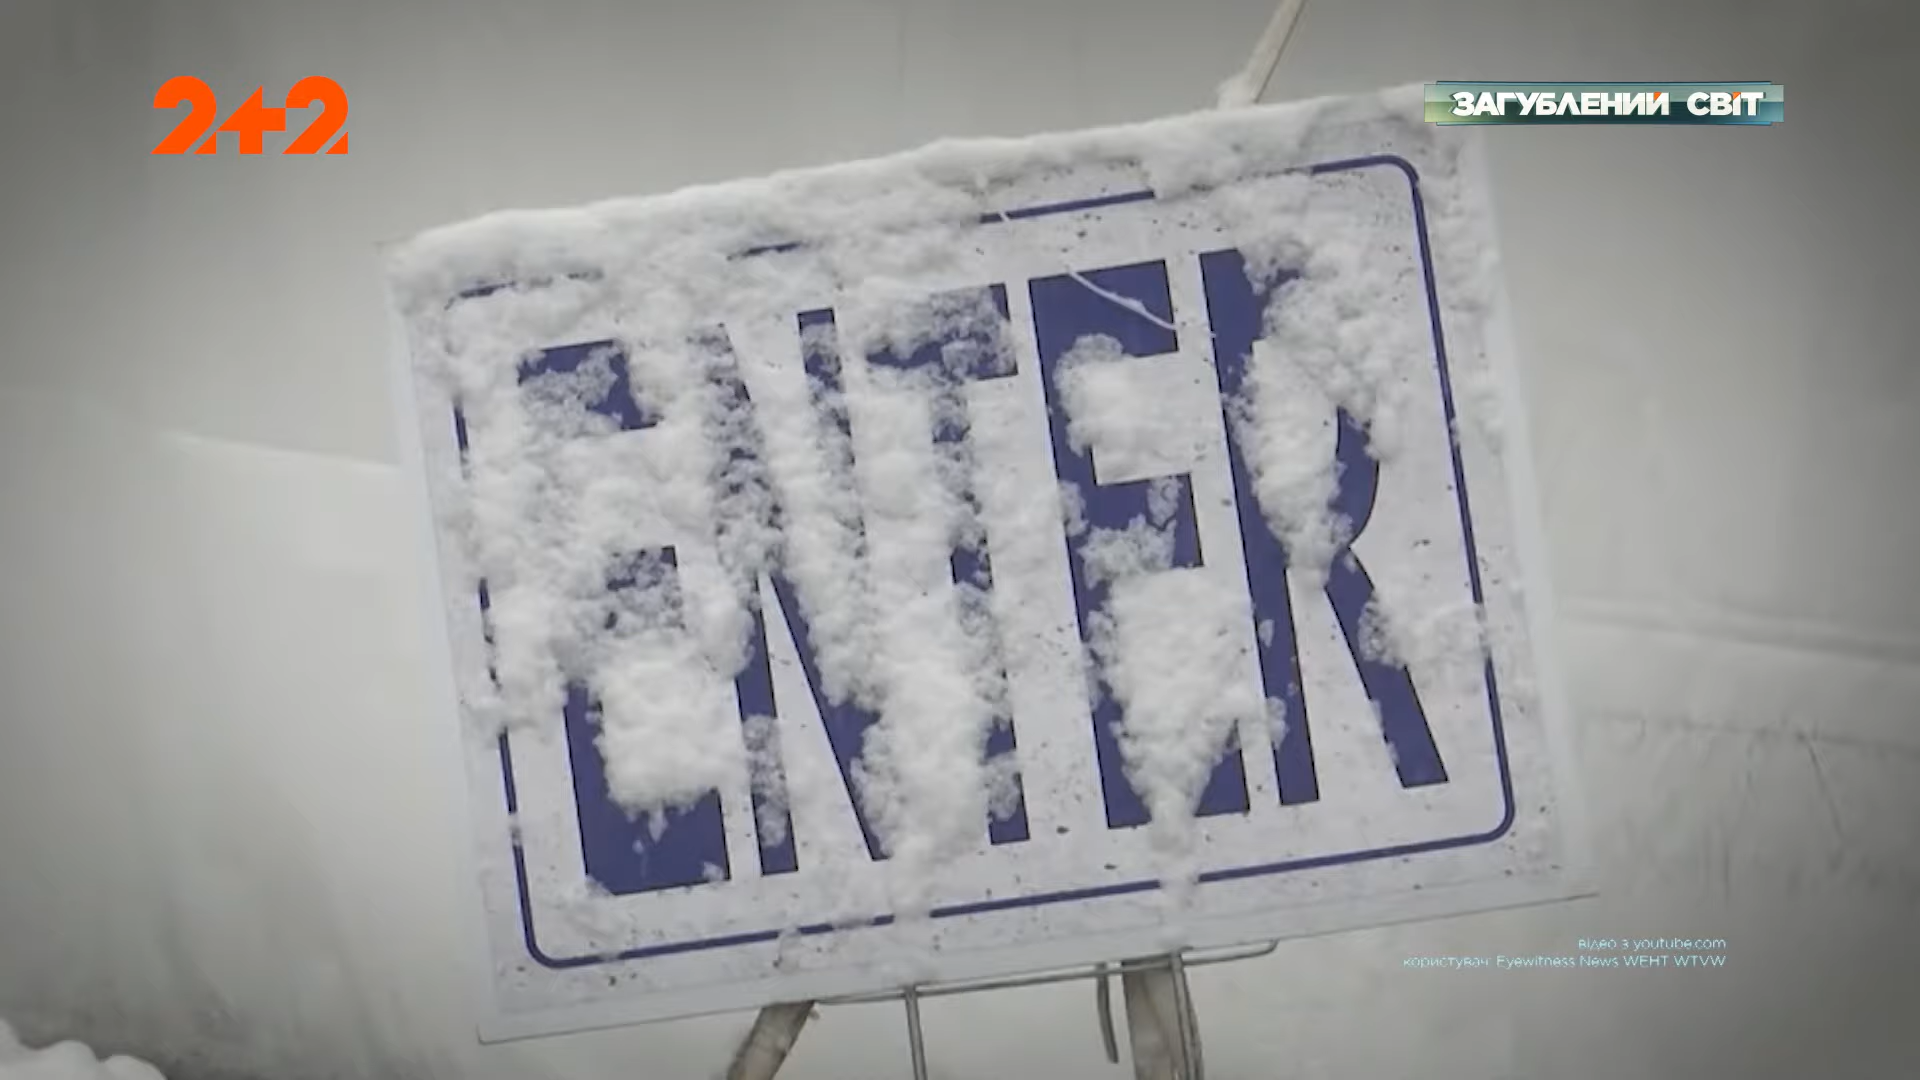 2+2
ЗАГУБЛЕНИЙ СВІТ
ENTER
відео з youtube.com
користувач: Eyewitness News WEHT WTVW